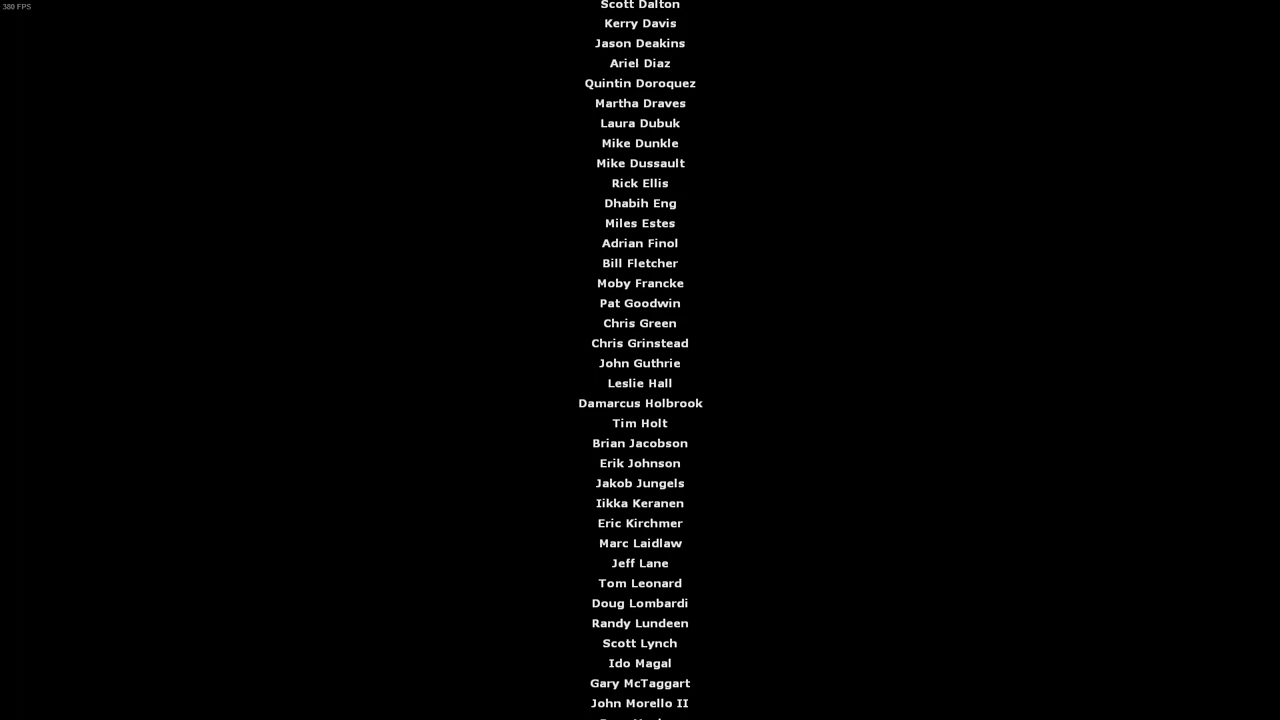 380 FPS
Scott Dalton
Kerry Davis
Jason Deakins
Ariel Diaz
Quintin Doroquez
Martha Draves
Laura Dubuk
Mike Dunkle
Mike Dussault
Rick Ellis
Dhabih Eng
Miles Estes
Adrian Finol
Bill Fletcher
Moby Francke
Pat Goodwin
Chris Green
Chris Grinstead
John Guthrie
Leslie Hall
Damarcus Holbrook
Tim Holt
Brian Jacobson
Erik Johnson
Jakob Jungels
Iikka Keranen
Eric Kirchmer
Marc Laidlaw
Jeff Lane
Tom Leonard
Doug Lombardi
Randy Lundeen
Scott Lynch
Ido Magal
Gary McTaggart
John Morello II